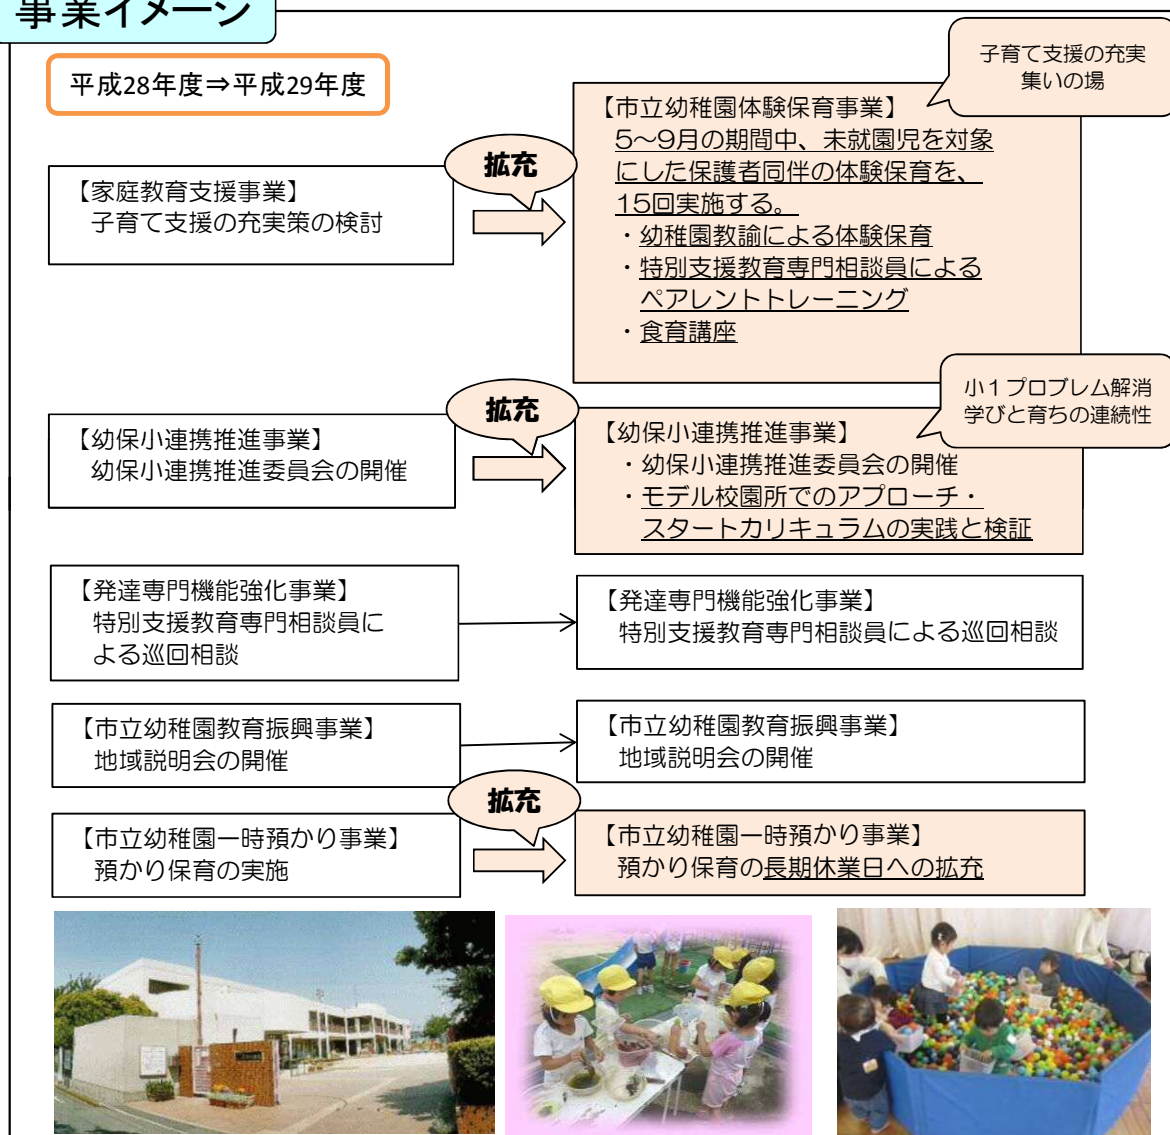 事業イメージ
平成28年度⇒平成29年度
子育て支援の充実
集いの場
【家庭教育支援事業】
子育て支援の充実策の検討
拡充
【市立幼稚園体験保育事業】
5～9月の期間中、未就園児を対象
にした保護者同伴の体験保育を、
15回実施する。
・幼稚園教諭による体験保育
・特別支援教育専門相談員による
ペアレントトレーニング
・食育講座
小１プロブレム解消
学びと育ちの連続性
【幼保小連携推進事業】
幼保小連携推進委員会の開催
拡充
【幼保小連携推進事業】
・幼保小連携推進委員会の開催
・モデル校園所でのアプローチ・
スタートカリキュラムの実践と検証
【発達専門機能強化事業】
特別支援教育専門相談員に
よる巡回相談
【発達専門機能強化事業】
特別支援教育専門相談員による巡回相談
【市立幼稚園教育振興事業】
地域説明会の開催
【市立幼稚園教育振興事業】
地域説明会の開催
【市立幼稚園一時預かり事業】
預かり保育の実施
拡充
【市立幼稚園一時預かり事業】
預かり保育の長期休業日への拡充